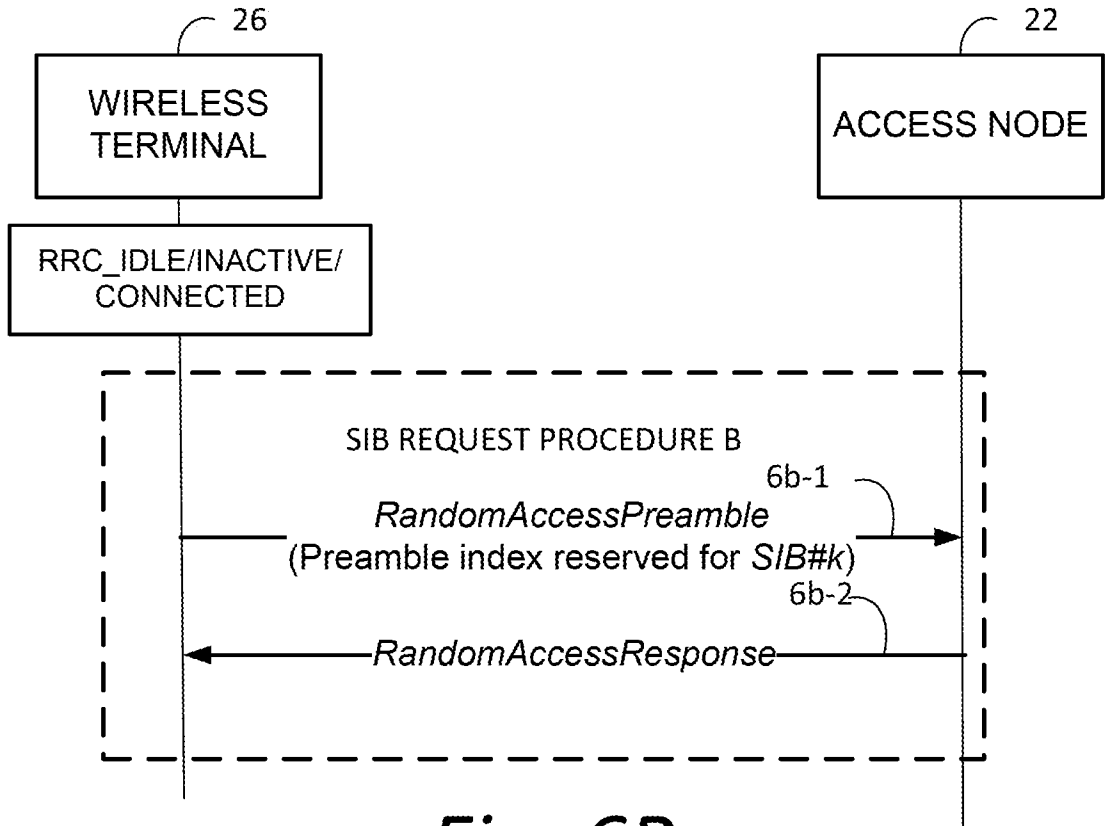 26
22
WIRELESS
TERMINAL
ACCESS NODE
RRC_IDLE/INACTIVE/
CONNECTED
SIB REQUEST PROCEDURE B
6b-1
RandomAccessPreamble
(Preamble index reserved for SIB#k)
6b-2
RandomAccessResponse